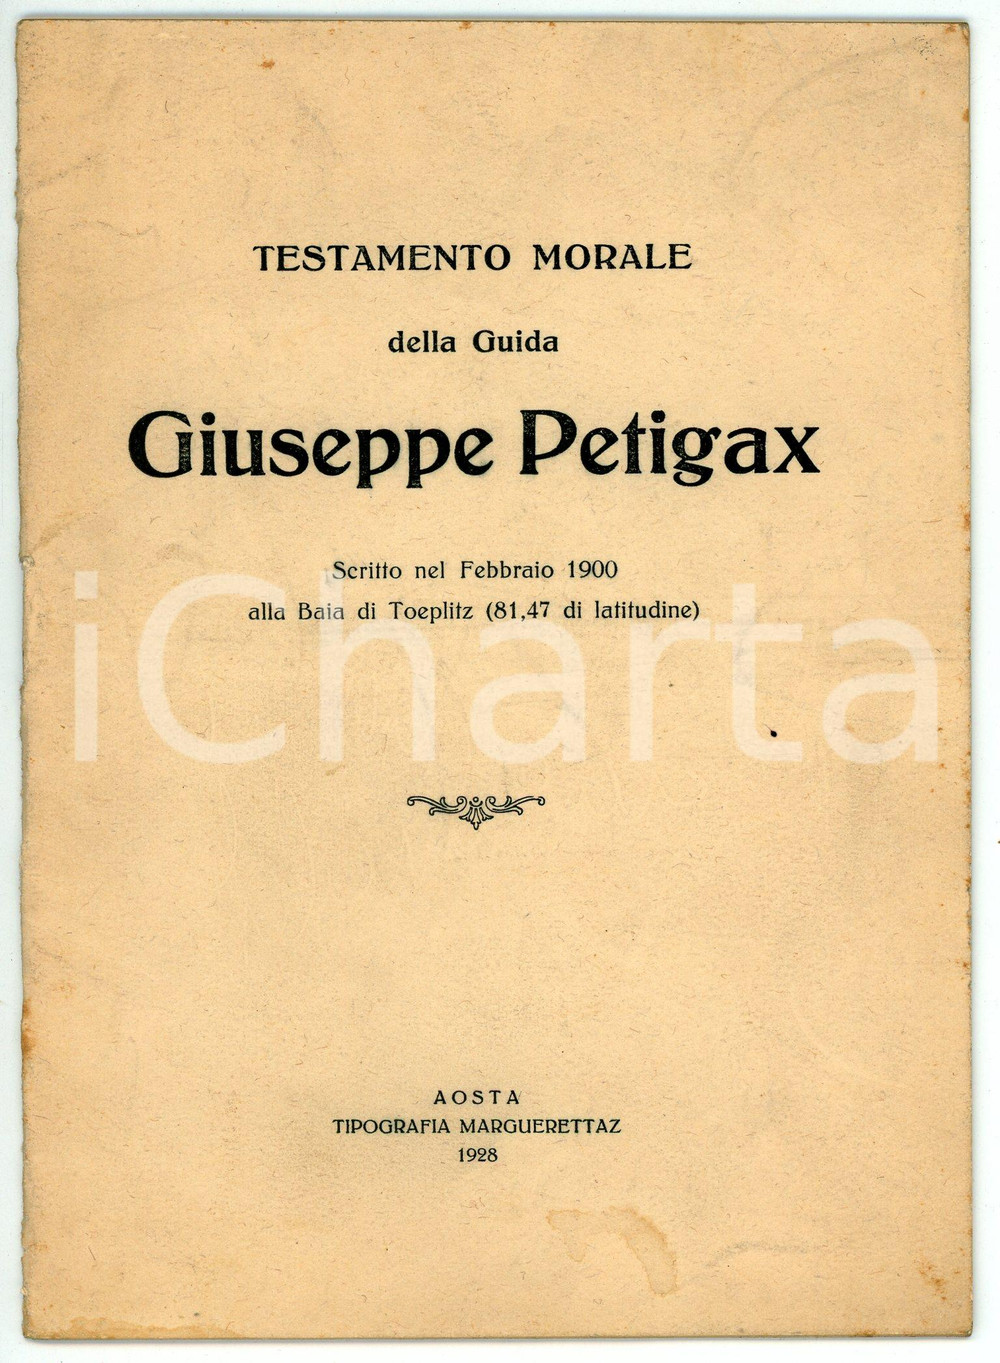 TESTAMENTO MORALE
della Guida
Giuseppe Petigax
Scritto nel Febbraio 1900
alla Baia di Toeplitz (81,47 di latitudine)
iCharta
AOSTA
TIPOGRAFIA MARGUERETTAZ
1928